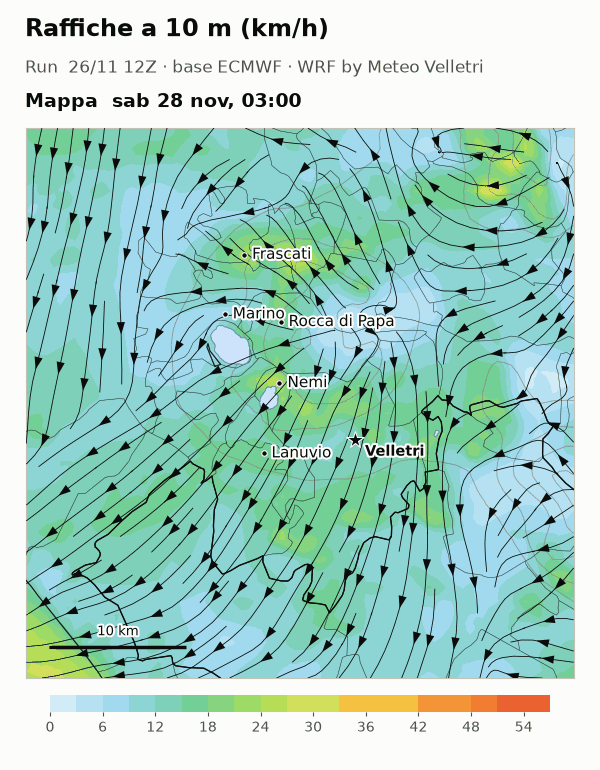 Raffiche a 10 m (km/h)
Run  26/11 12Z · base ECMWF · WRF by Meteo Velletri
Mappa  sab 28 nov, 03:00
Frascati
Marino
Rocca di Papa
Nemi
Velletri
Lanuvio
10 km
0 6 12 18 24 30 36 42 48 54